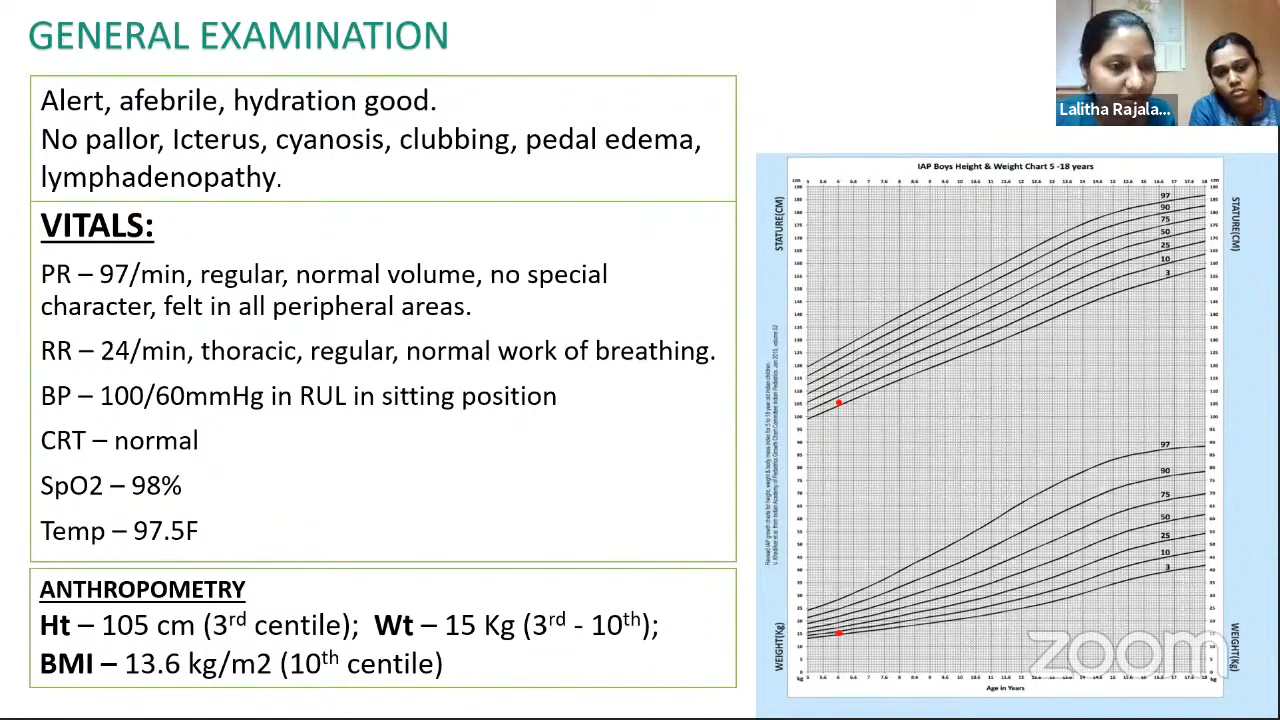 GENERAL EXAMINATION
Alert, afebrile, hydration good.
No pallor, Icterus, cyanosis, clubbing, pedal edema,
lymphadenopathy.
VITALS:
PR – 97/min, regular, normal volume, no special
character, felt in all peripheral areas.
RR – 24/min, thoracic, regular, normal work of breathing.
BP – 100/60mmHg in RUL in sitting position
CRT – normal
SpO2 – 98%
Temp – 97.5F
ANTHROPOMETRY
Ht – 105 cm (3rd centile); Wt – 15 Kg (3rd - 10th);
BMI – 13.6 kg/m2 (10th centile)
Lalitha Rajala...
IAP Boys Height & Weight Chart 5 -18 years
STATURE(CM)
STATURE(CM)
97
90
75
50
25
10
3
97
90
75
50
25
10
3
WEIGHT(Kg)
WEIGHT(Kg)
Age in Years
zoom